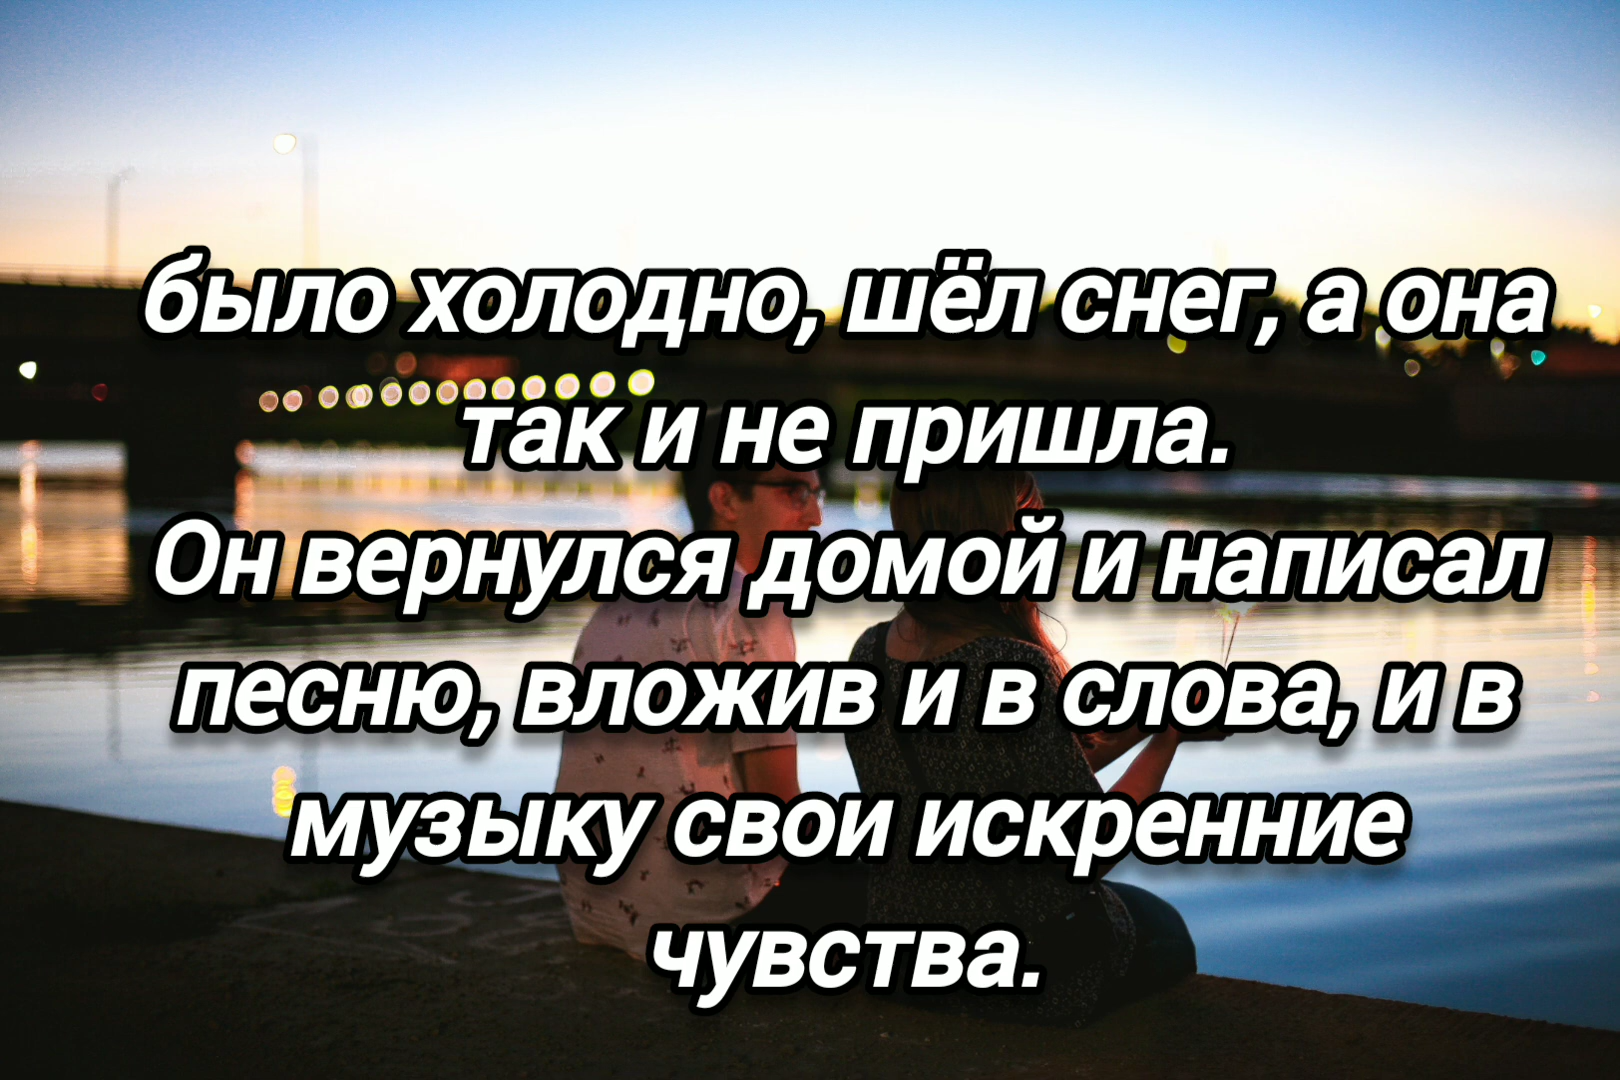 было холодно, шёл снег, а она
так и не пришла.
Он вернулся домой и написал
песню, вложив и в слова, и в
музыку свои искренние
чувства.